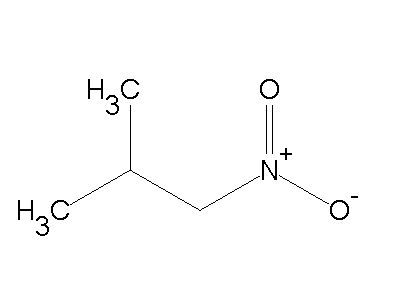 H3C O
N+
H3C O-